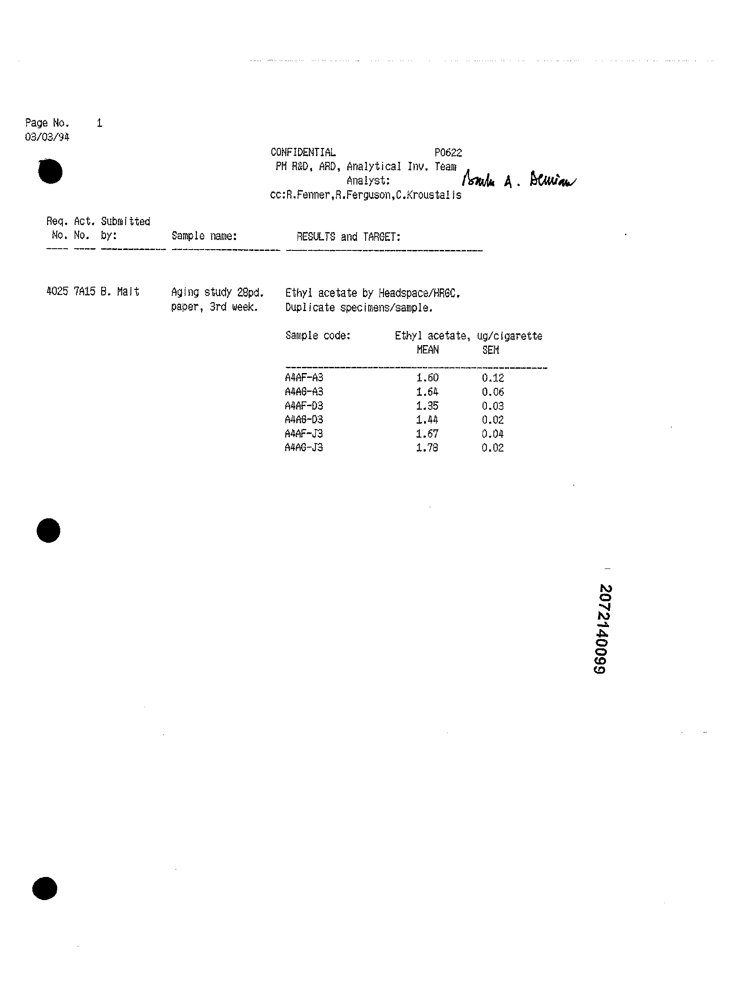 Page No. 1
03/03/94
CONFIDENTIAL P0622
PM R&D, ARD, Analytical Inv. Team
Analyst: A.
cc:R.Fenner,R.Ferguson,C.Kroustalis
Req. Act. Submitted
No. No. by: Sample name: RESULTS and TARGET:
4025 7A15 B. Mait Aging study 28pd. Ethyl acetate by Headspace/HRGC.
paper, 3rd week. Duplicate specimens/sample.
Sample code: Ethyl acetate, ug/cigarette
MEAN SEM
A4AF-A3 1.60 0.12
A4AG-A3 1.64 0.06
A4AF-D3 1.35 0.03
A4AG-D3 1.44 0.02
A4AF-J3 1.67 0.04
A4AG-J3 1.78 0.02
2072140099